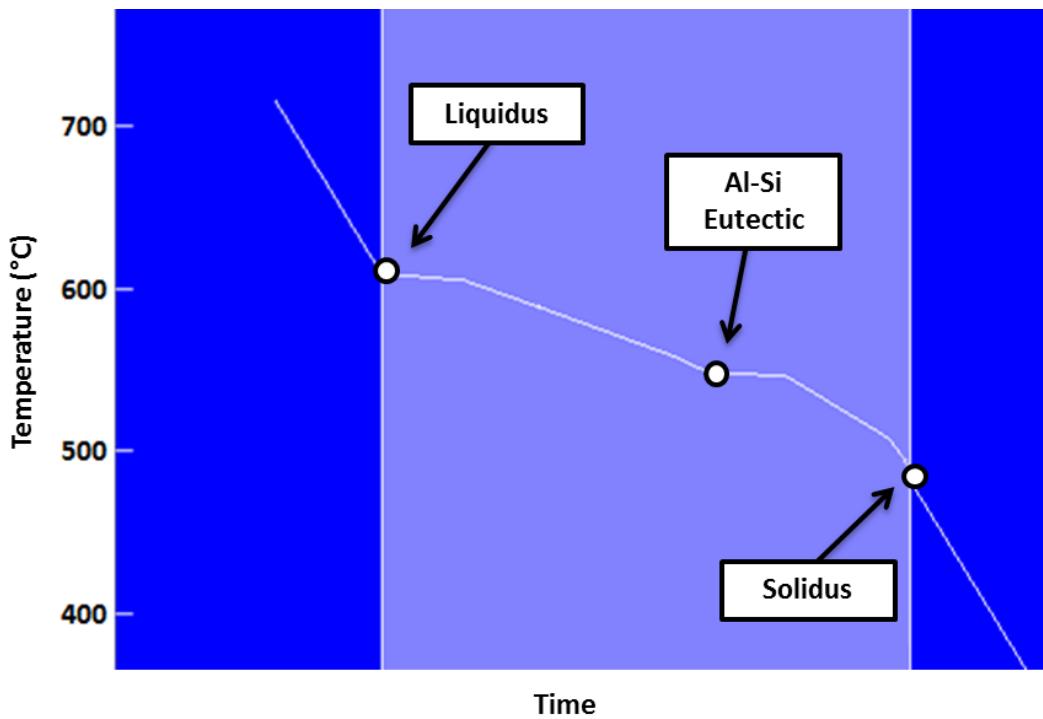 700
600
500
400
Temperature (°C)
Liquidus
Al-Si
Eutectic
Solidus
Time